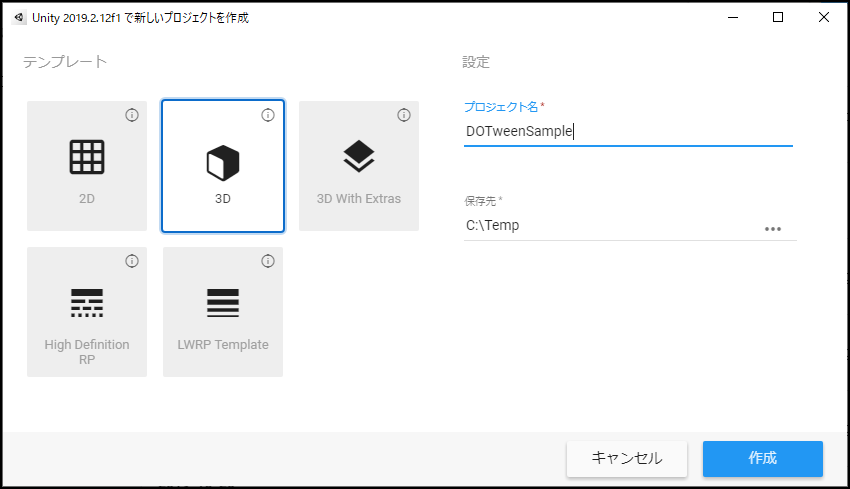 Unity 2019.2.12f1 で新しいプロジェクトを作成
テンプレート
設定
2D
3D
3D With Extras
High Definition
RP
LWRP Template
プロジェクト名*
DOTweenSample
保存先*
C:\Temp
キャンセル
作成